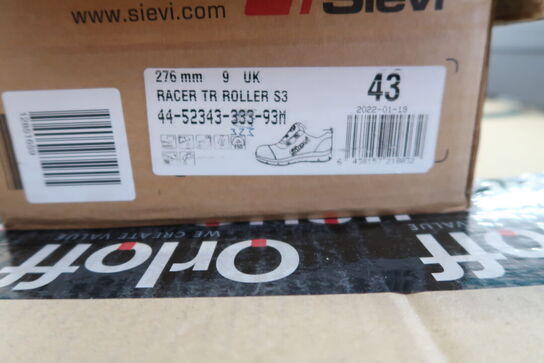 www.sievi.com
Sievi
276 mm 9 UK
RACER TR ROLLER S3
44-52343-333-93M
323
43
2022-01-19
Orloff
WE CREATE VALUE